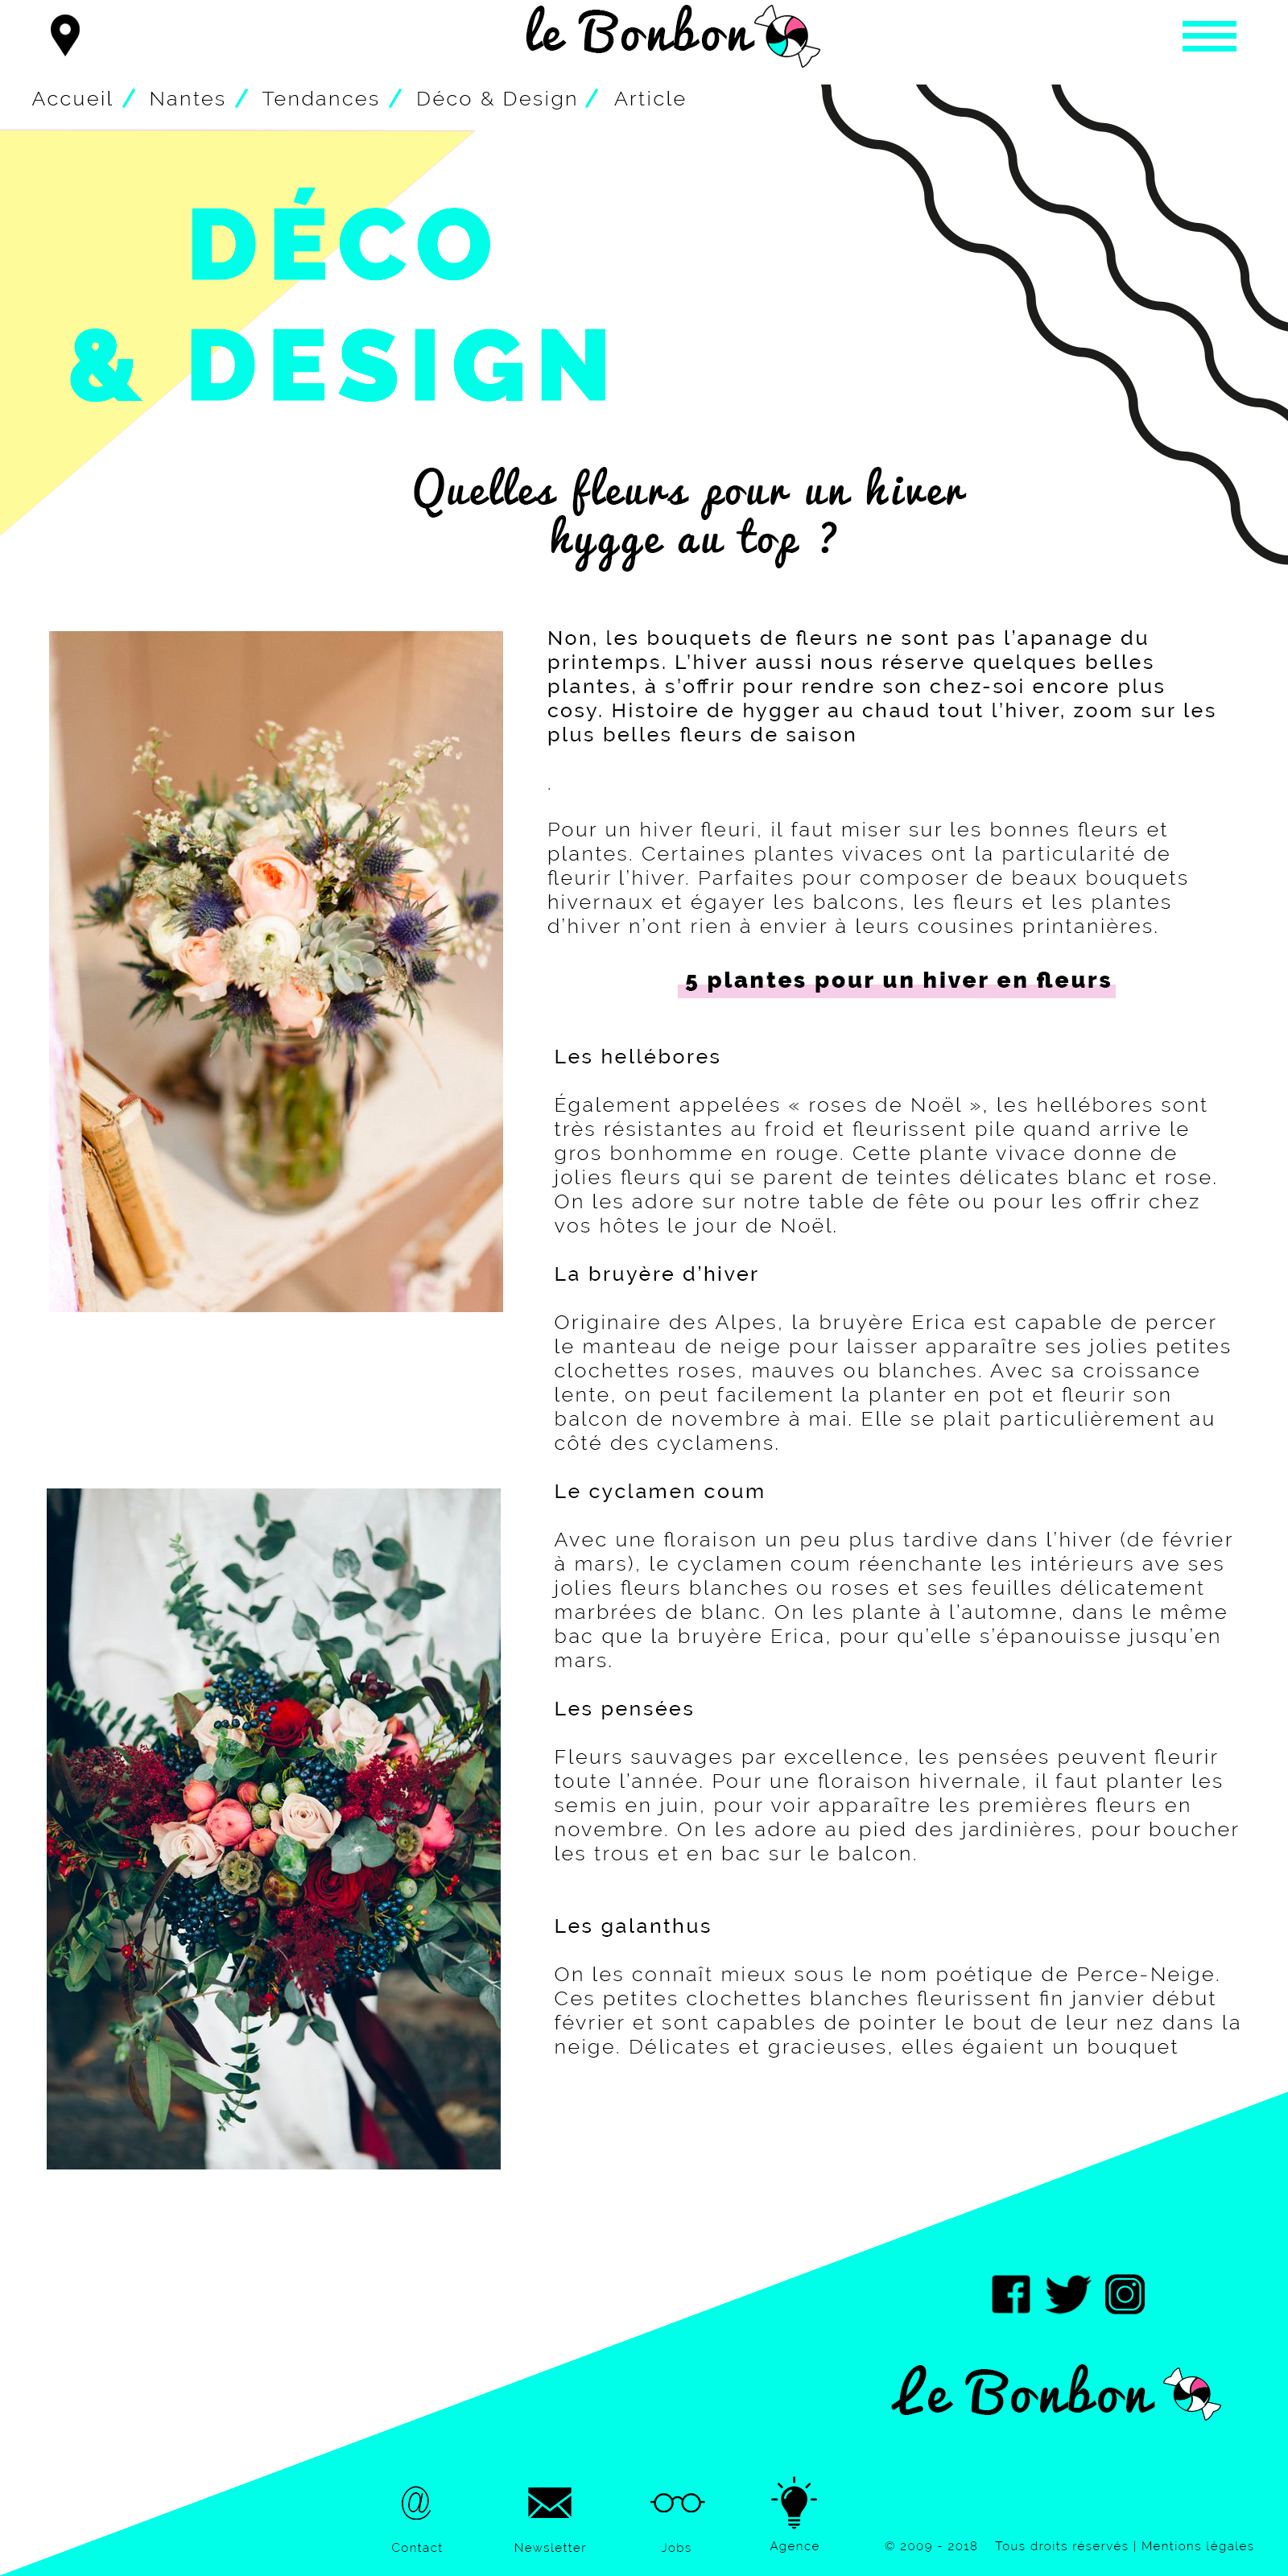 le Bonbon
Accueil / Nantes / Tendances / Déco & Design / Article
DÉCO
& DESIGN
Quelles fleurs pour un hiver
hygge au top ?
Non, les bouquets de fleurs ne sont pas l’apanage du
printemps. L’hiver aussi nous réserve quelques belles
plantes, à s’offrir pour rendre son chez-soi encore plus
cosy. Histoire de hygger au chaud tout l’hiver, zoom sur les
plus belles fleurs de saison
.
Pour un hiver fleuri, il faut miser sur les bonnes fleurs et
plantes. Certaines plantes vivaces ont la particularité de
fleurir l’hiver. Parfaites pour composer de beaux bouquets
hivernaux et égayer les balcons, les fleurs et les plantes
d’hiver n’ont rien à envier à leurs cousines printanières.
5 plantes pour un hiver en fleurs
Les hellébores
Également appelées « roses de Noël », les hellébores sont
très résistantes au froid et fleurissent pile quand arrive le
gros bonhomme en rouge. Cette plante vivace donne de
jolies fleurs qui se parent de teintes délicates blanc et rose.
On les adore sur notre table de fête ou pour les offrir chez
vos hôtes le jour de Noël.
La bruyère d’hiver
Originaire des Alpes, la bruyère Erica est capable de percer
le manteau de neige pour laisser apparaître ses jolies petites
clochettes roses, mauves ou blanches. Avec sa croissance
lente, on peut facilement la planter en pot et fleurir son
balcon de novembre à mai. Elle se plait particulièrement au
côté des cyclamens.
Le cyclamen coum
Avec une floraison un peu plus tardive dans l’hiver (de février
à mars), le cyclamen coum réenchante les intérieurs ave ses
jolies fleurs blanches ou roses et ses feuilles délicatement
marbrées de blanc. On les plante à l’automne, dans le même
bac que la bruyère Erica, pour qu’elle s’épanouisse jusqu’en
mars.
Les pensées
Fleurs sauvages par excellence, les pensées peuvent fleurir
toute l’année. Pour une floraison hivernale, il faut planter les
semis en juin, pour voir apparaître les premières fleurs en
novembre. On les adore au pied des jardinières, pour boucher
les trous et en bac sur le balcon.
Les galanthus
On les connaît mieux sous le nom poétique de Perce-Neige.
Ces petites clochettes blanches fleurissent fin janvier début
février et sont capables de pointer le bout de leur nez dans la
neige. Délicates et gracieuses, elles égaient un bouquet
Le Bonbon
@
Contact
Newsletter
Jobs
Agence
© 2009 - 2018 Tous droits réservés | Mentions légales